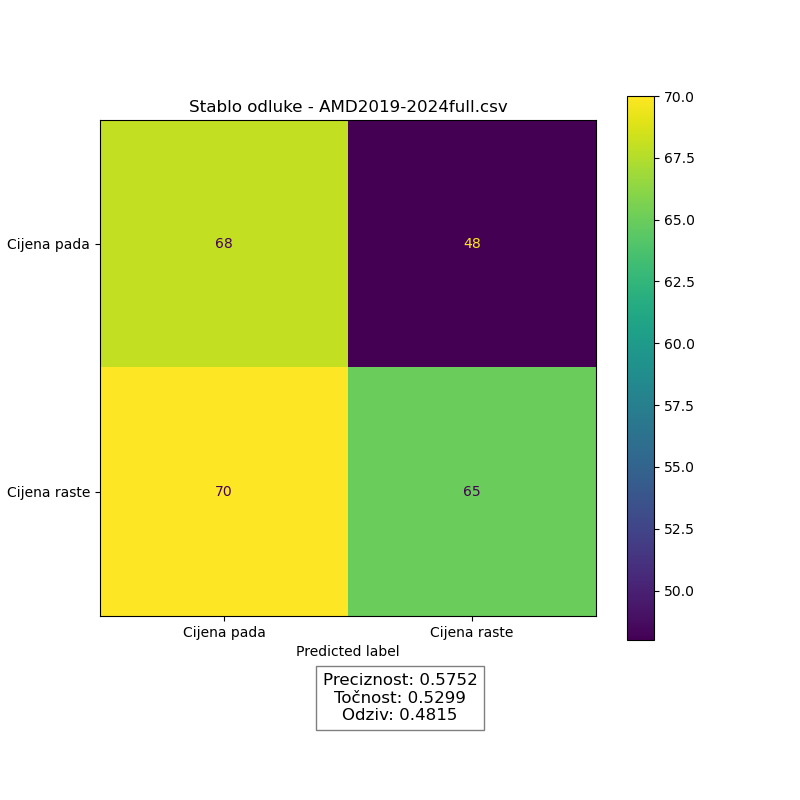 Stablo odluke - AMD2019-2024full.csv
70.0
67.5
65.0
62.5
60.0
57.5
55.0
52.5
50.0
Cijena pada
68
48
Cijena raste
70
65
Cijena pada
Cijena raste
Predicted label
Preciznost: 0.5752
Točnost: 0.5299
Odziv: 0.4815